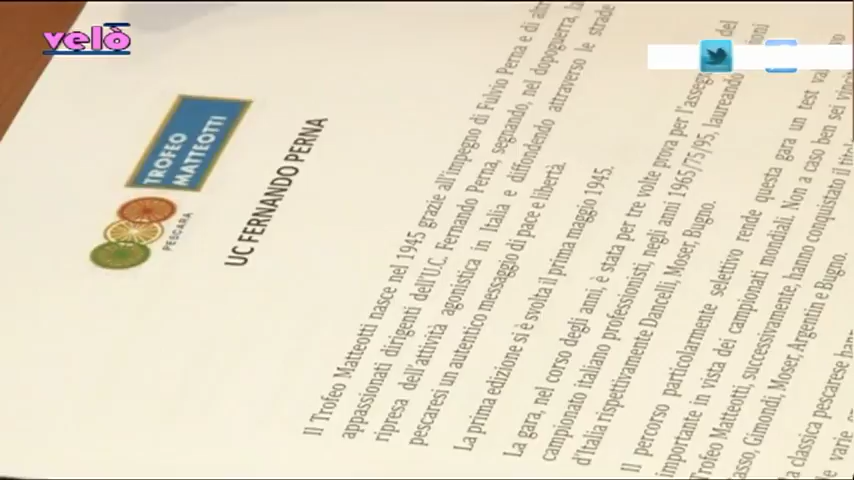 velò
TROFEO
MATTEOTTI
PESCARA
UC FERNANDO PERNA
Il Trofeo Matteotti nasce nel 1945 grazie all'impegno di Fulvio Perna e di
appassionati dirigenti dell'U.C. Fernando Perna, segnando, nel dopoguerra,
ripresa dell'attività agonistica in Italia e diffondendo attraverso le strade
pescaresi un autentico messaggio di pace e libertà.
La prima edizione si è svolta il primo maggio 1945.
La gara, nel corso degli anni, è stata per tre volte prova per l'asseg del
campionato italiano professionisti, negli anni 1965/75/95, laureando
d'Italia rispettivamente Dancelli, Moser, Bugno.
Il percorso particolarmente selettivo rende questa gara un test
importante in vista dei campionati mondiali. Non a caso ben sei
Trofeo Matteotti, successivamente, hanno conquistato il
Gimondi, Moser, Argentin e Bugno.
classica pescarese
varie